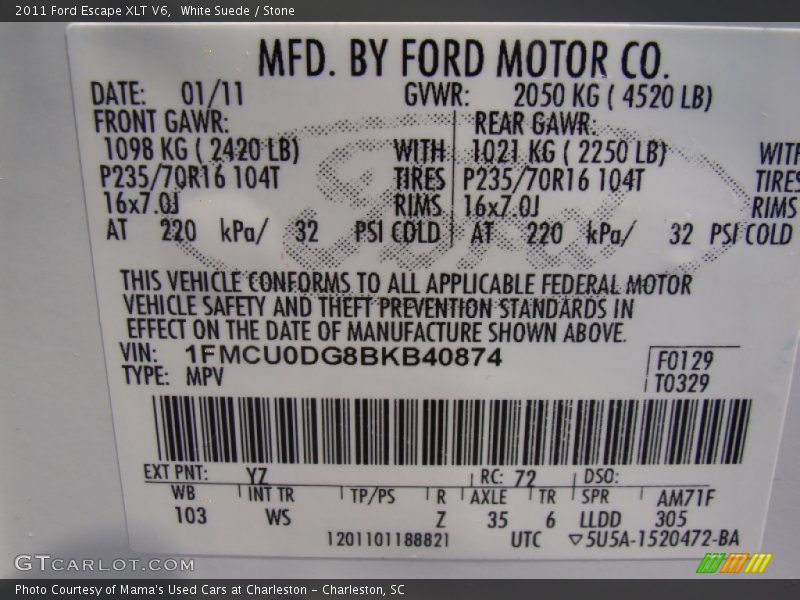 2011 Ford Escape XLT V6, White Suede / Stone
MFD. BY FORD MOTOR CO.
DATE: 01/11 GVWR: 2050 KG ( 4520 LB)
FRONT GAWR: REAR GAWR:
1098 KG ( 2420 LB) WITH 1021 KG ( 2250 LB) WITH
P235/70R16 104T TIRES P235/70R16 104T TIRES
16x7.0J RIMS 16x7.0J RIMS
AT 220 kPa/ 32 PSI COLD AT 220 kPa/ 32 PSI COLD
Ford
THIS VEHICLE CONFORMS TO ALL APPLICABLE FEDERAL MOTOR
VEHICLE SAFETY AND THEFT PREVENTION STANDARDS IN
EFFECT ON THE DATE OF MANUFACTURE SHOWN ABOVE.
VIN: 1FMCU0DG8BKB40874 F0129
TYPE: MPV T0329
EXT PNT: YZ RC: 72 DSO:
WB INT TR TP/PS R AXLE TR SPR AM71F
103 WS Z 35 6 LLDD 305
1201101188821 UTC ▽5U5A-1520472-BA
GTCARLOT.COM
Photo Courtesy of Mama's Used Cars at Charleston - Charleston, SC